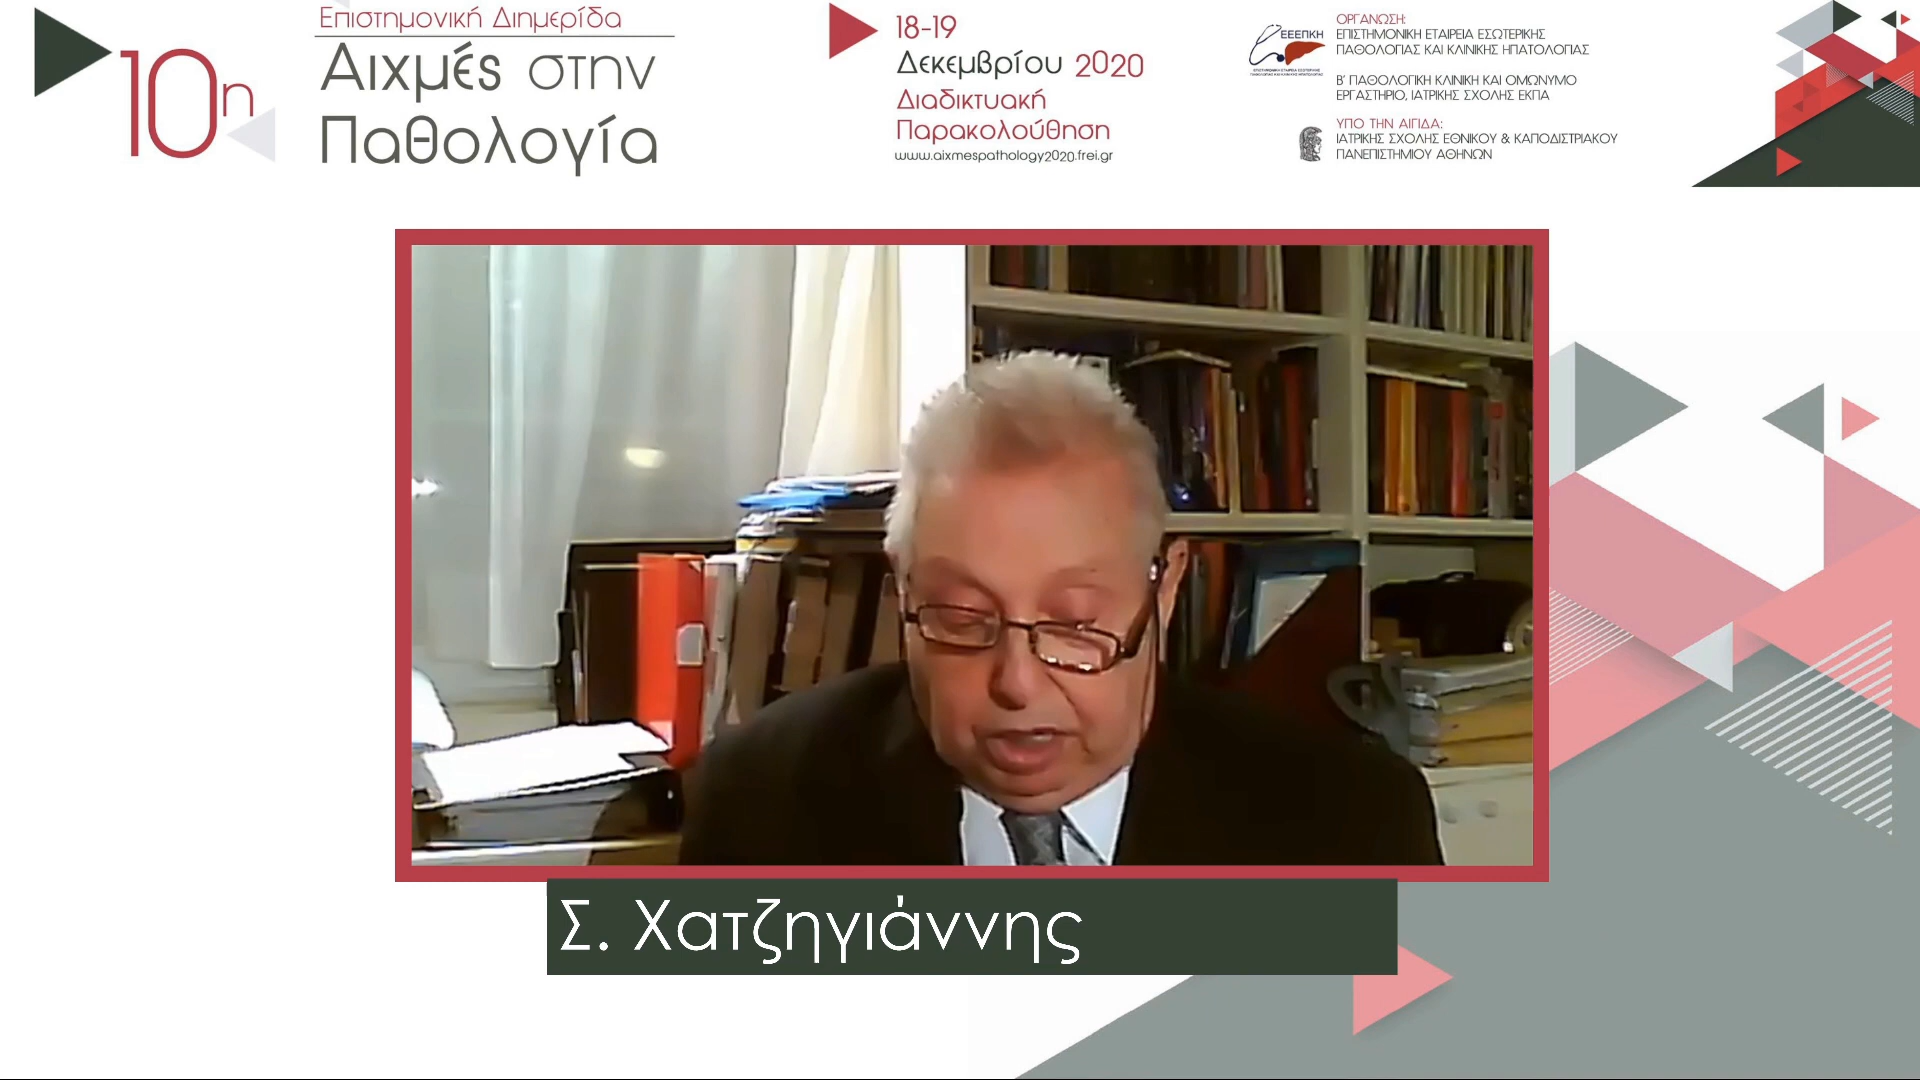 10η
Επιστημονική Διημερίδα
Αιχμές στην
Παθολογία
18-19
Δεκεμβρίου 2020
Διαδικτυακή
Παρακολούθηση
www.aixmespathology2020.frei.gr
ΕΕΕΠΚΗ
ΟΡΓΑΝΩΣΗ:
ΕΠΙΣΤΗΜΟΝΙΚΗ ΕΤΑΙΡΕΙΑ ΕΣΩΤΕΡΙΚΗΣ
ΠΑΘΟΛΟΓΙΑΣ ΚΑΙ ΚΛΙΝΙΚΗΣ ΗΠΑΤΟΛΟΓΙΑΣ
Β' ΠΑΘΟΛΟΓΙΚΗ ΚΛΙΝΙΚΗ ΚΑΙ ΟΜΩΝΥΜΟ
ΕΡΓΑΣΤΗΡΙΟ, ΙΑΤΡΙΚΗΣ ΣΧΟΛΗΣ ΕΚΠΑ
ΥΠΟ ΤΗΝ ΑΙΓΙΔΑ:
ΙΑΤΡΙΚΗΣ ΣΧΟΛΗΣ ΕΘΝΙΚΟΥ & ΚΑΠΟΔΙΣΤΡΙΑΚΟΥ
ΠΑΝΕΠΙΣΤΗΜΙΟΥ ΑΘΗΝΩΝ
Σ. Χατζηγιάννης